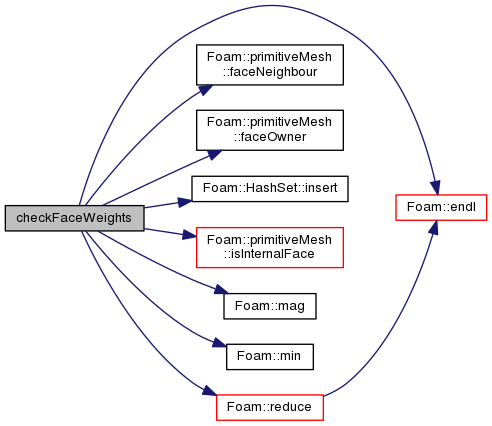 Foam::primitiveMesh
::faceNeighbour
Foam::primitiveMesh
::faceOwner
Foam::HashSet::insert
checkFaceWeights
Foam::endl
Foam::primitiveMesh
::isInternalFace
Foam::mag
Foam::min
Foam::reduce